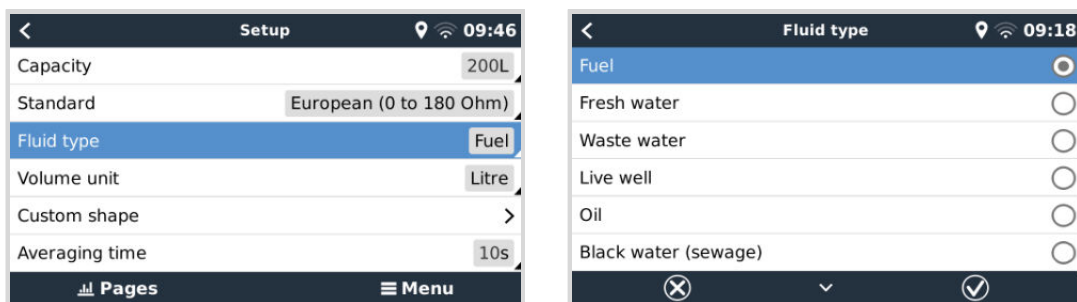 Setup 09:46
Capacity 200L
Standard European (0 to 180 Ohm)
Fluid type Fuel
Volume unit Litre
Custom shape
Averaging time 10s
Pages Menu
Fluid type 09:18
Fuel
Fresh water
Waste water
Live well
Oil
Black water (sewage)